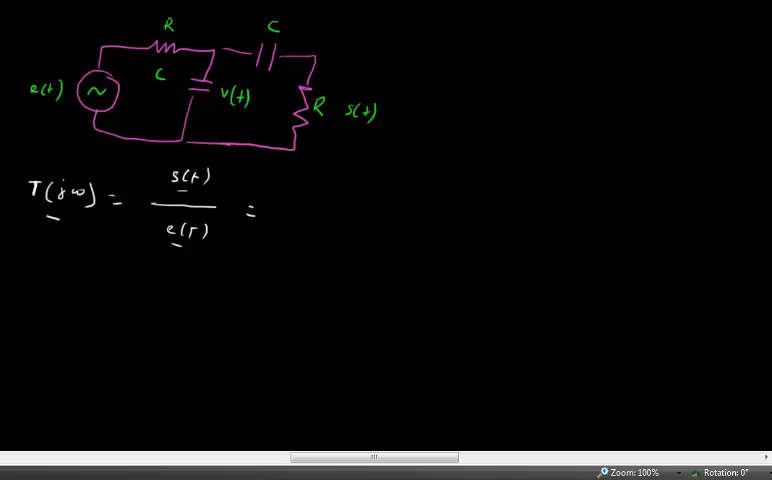 R
C
e(t)
C
v(t)
R
s(t)
T(jω) = s(t) / e(t) =
Zoom: 100%
Rotation: 0°